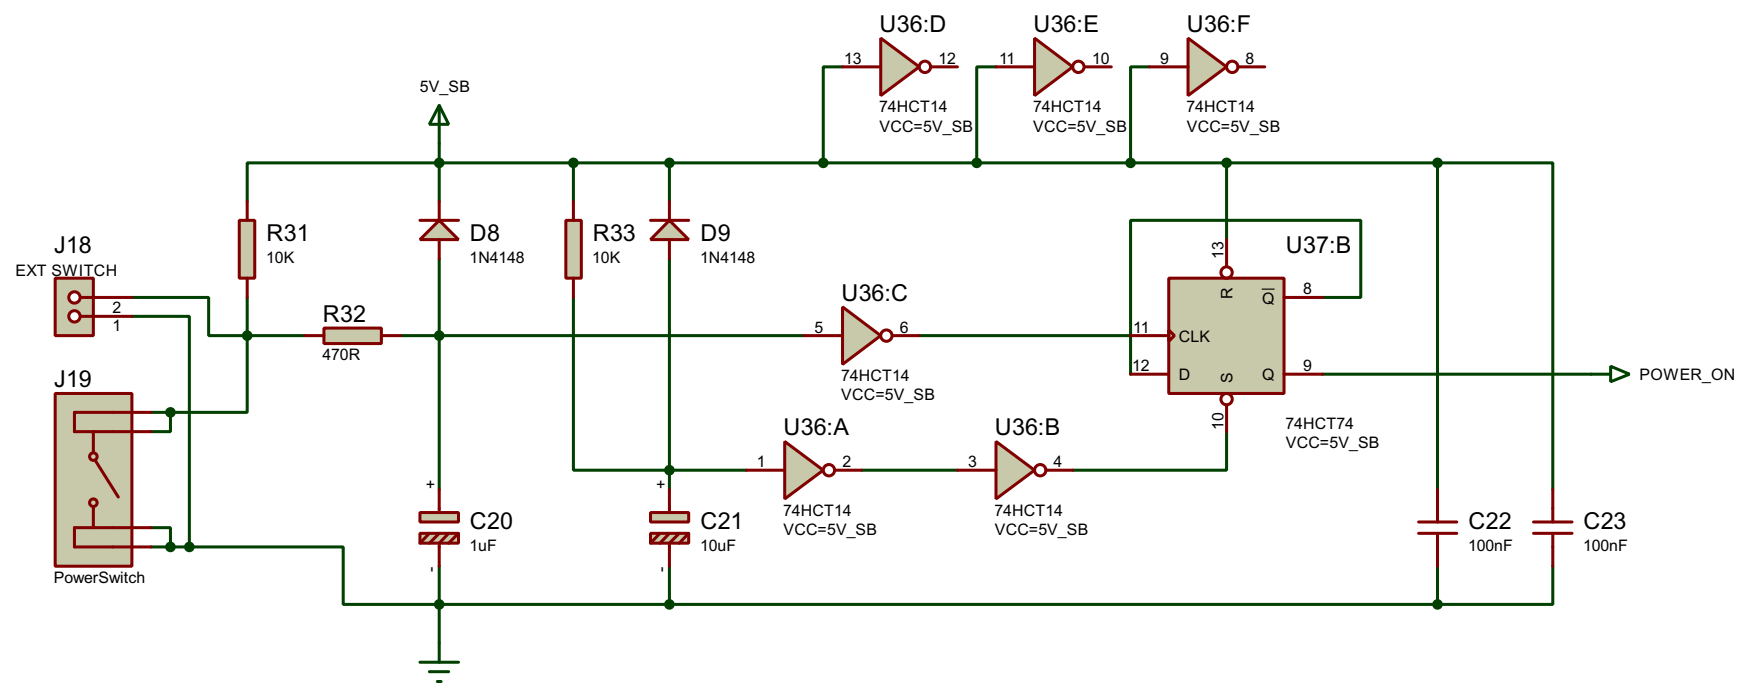 U36:D
13
12
74HCT14
VCC=5V_SB
U36:E
11
10
74HCT14
VCC=5V_SB
U36:F
9
8
74HCT14
VCC=5V_SB
5V_SB
J18
EXT SWITCH
2
1
R31
10K
D8
1N4148
R33
10K
D9
1N4148
R32
470R
U36:C
5
6
74HCT14
VCC=5V_SB
U37:B
13
R
Q
8
11
CLK
12
D
S
Q
9
10
74HCT74
VCC=5V_SB
POWER_ON
J19
PowerSwitch
U36:A
1
2
74HCT14
VCC=5V_SB
U36:B
3
4
74HCT14
VCC=5V_SB
+
C20
1uF
-
+
C21
10uF
-
C22
100nF
C23
100nF